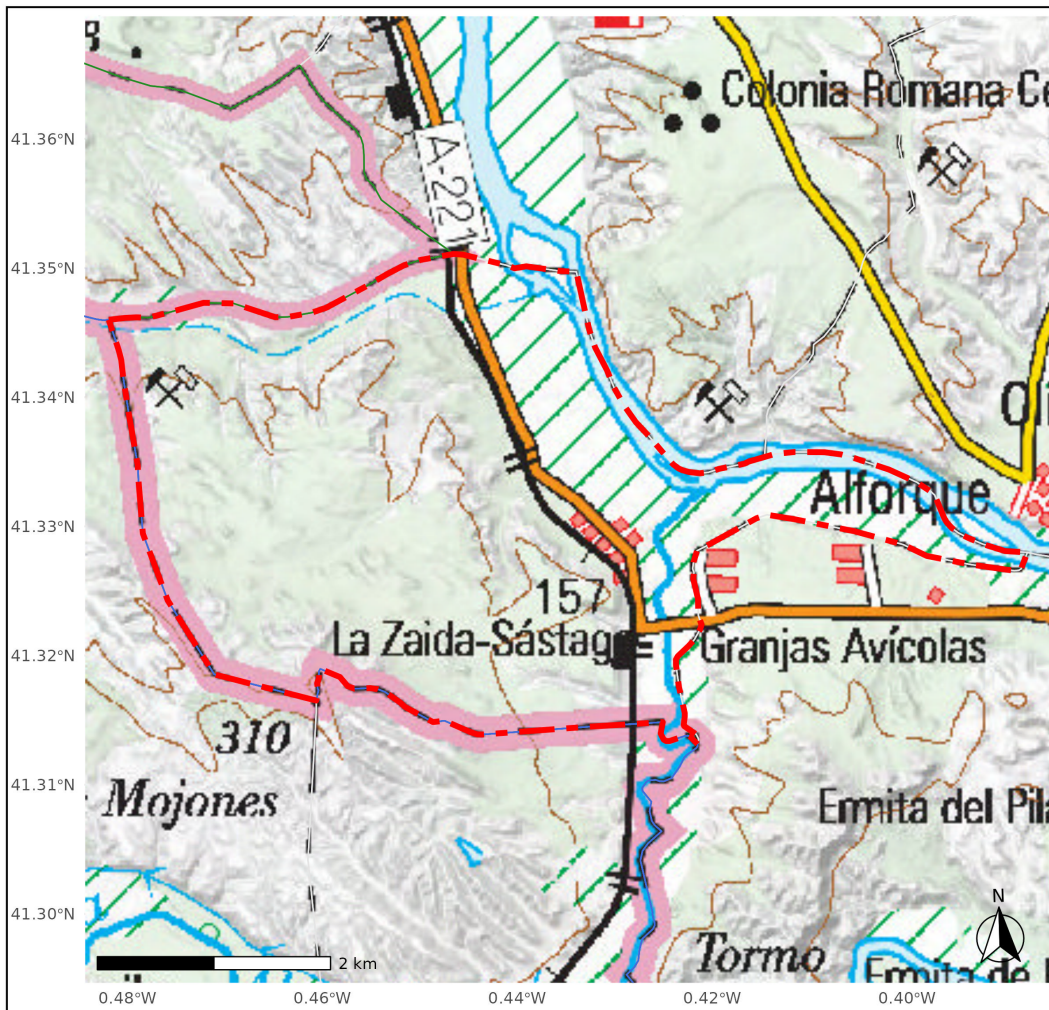 Colonia Romana Ce
41.36°N
A-221
41.35°N
41.34°N
Alforque
41.33°N
157
La Zaida-Sástago
Granjas Avícolas
41.32°N
310
41.31°N
Mojones
Ermita del Pila
41.30°N
N
Tormo
Ermita de
2 km
0.48°W
0.46°W
0.44°W
0.42°W
0.40°W